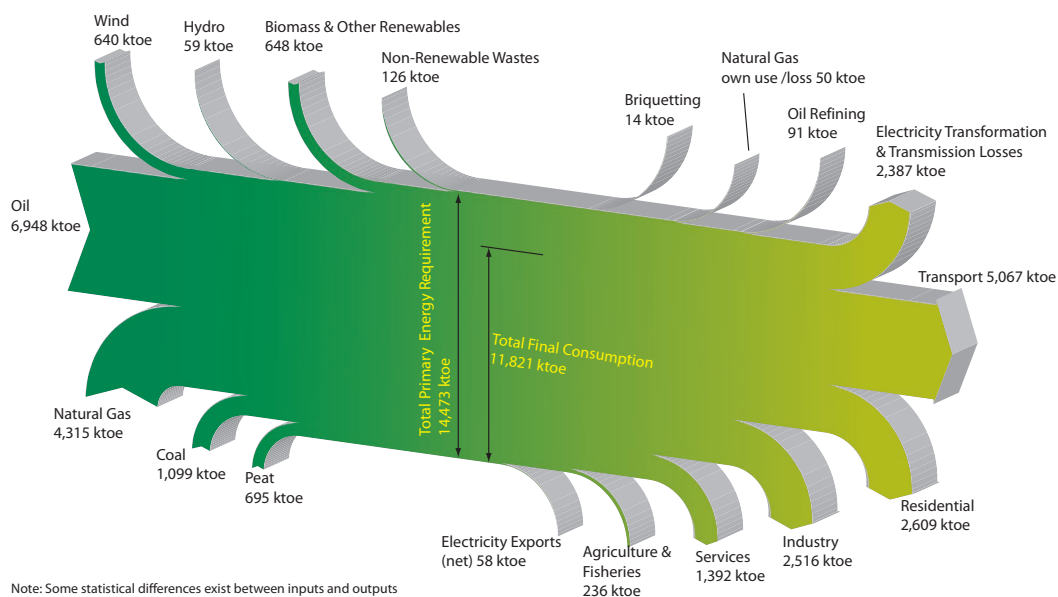 Wind
640 ktoe
Hydro
59 ktoe
Biomass & Other Renewables
648 ktoe
Non-Renewable Wastes
126 ktoe
Natural Gas
own use /loss 50 ktoe
Briquetting
14 ktoe
Oil Refining
91 ktoe
Electricity Transformation
& Transmission Losses
2,387 ktoe
Oil
6,948 ktoe
Transport 5,067 ktoe
Total Primary Energy Requirement
14,473 ktoe
Total Final Consumption
11,821 ktoe
Natural Gas
4,315 ktoe
Coal
1,099 ktoe
Peat
695 ktoe
Electricity Exports
(net) 58 ktoe
Agriculture &
Fisheries
236 ktoe
Services
1,392 ktoe
Industry
2,516 ktoe
Residential
2,609 ktoe
Note: Some statistical differences exist between inputs and outputs